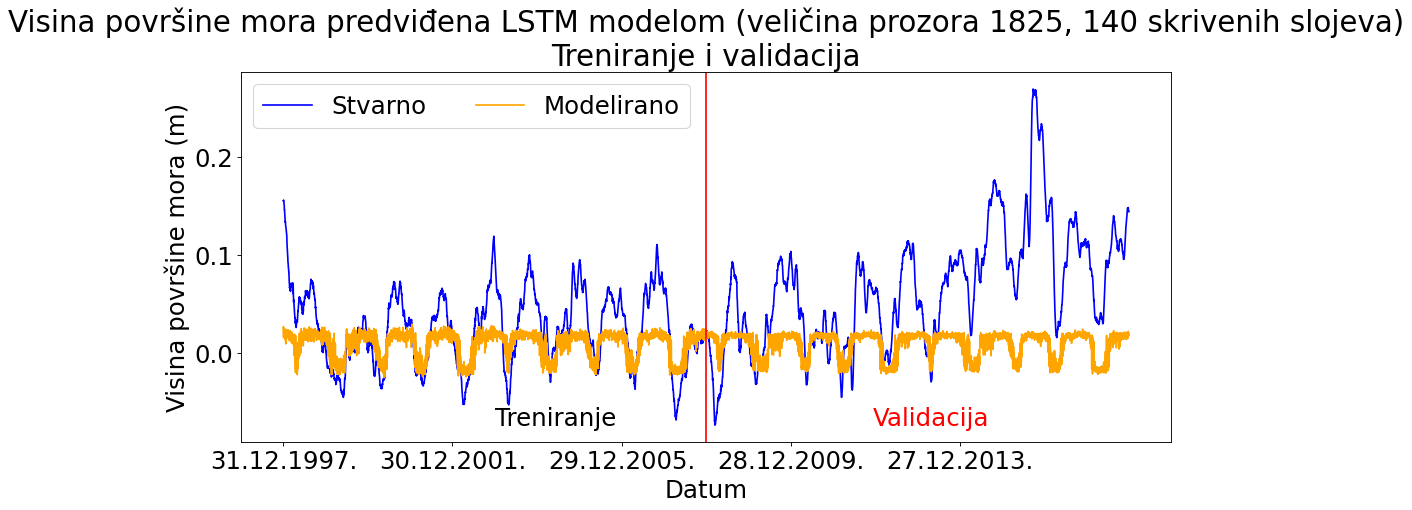 Visina površine mora predviđena LSTM modelom (veličina prozora 1825, 140 skrivenih slojeva)
Treniranje i validacija
Stvarno Modelirano
Visina površine mora (m)
0.2
0.1
0.0
Treniranje Validacija
31.12.1997. 30.12.2001. 29.12.2005. 28.12.2009. 27.12.2013.
Datum